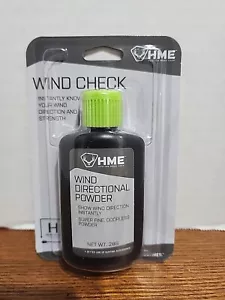 HME
WIND CHECK
INSTANTLY KNOW
YOUR WIND
DIRECTION AND
STRENGTH
HME
WIND
DIRECTIONAL
POWDER
SHOW WIND DIRECTION
INSTANTLY
SUPER FINE, ODORLESS
POWDER
NET WT. 2
H